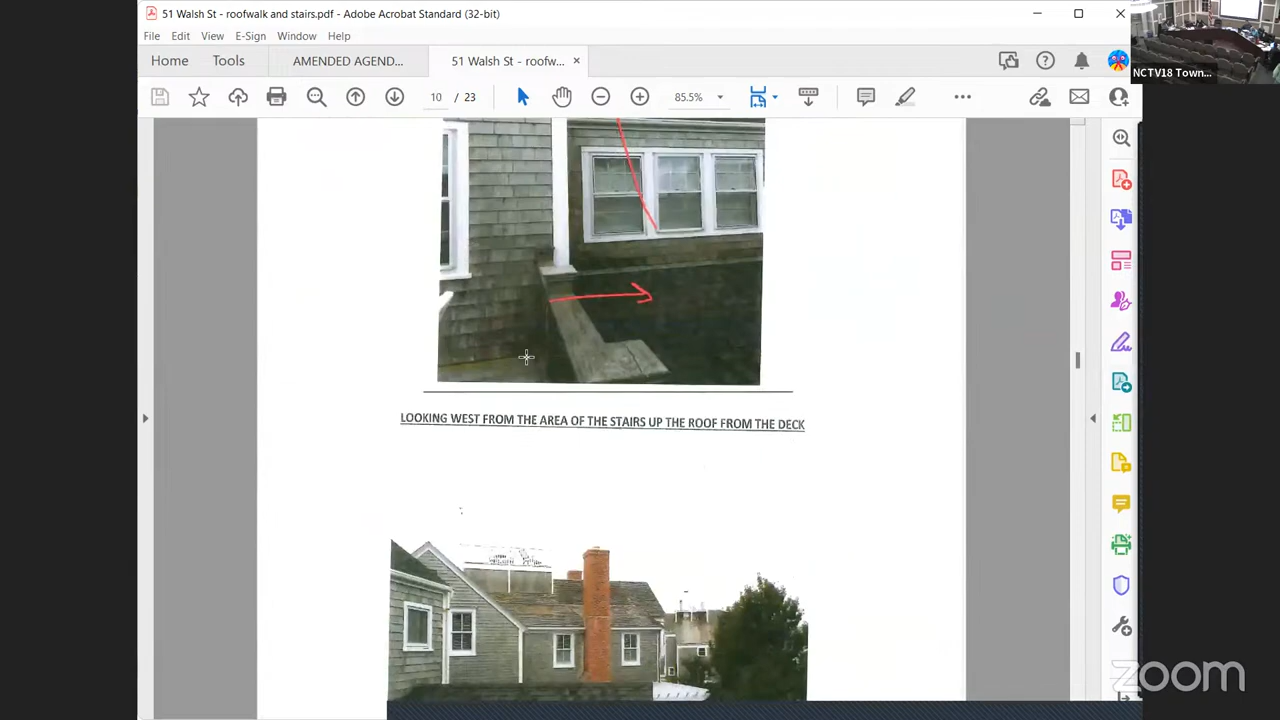 51 Walsh St - roofwalk and stairs.pdf - Adobe Acrobat Standard (32-bit)
File Edit View E-Sign Window Help
Home Tools AMENDED AGEND... 51 Walsh St - roofw... ×
10 / 23 85.5%
NCTV18 Town...
LOOKING WEST FROM THE AREA OF THE STAIRS UP THE ROOF FROM THE DECK
zoom